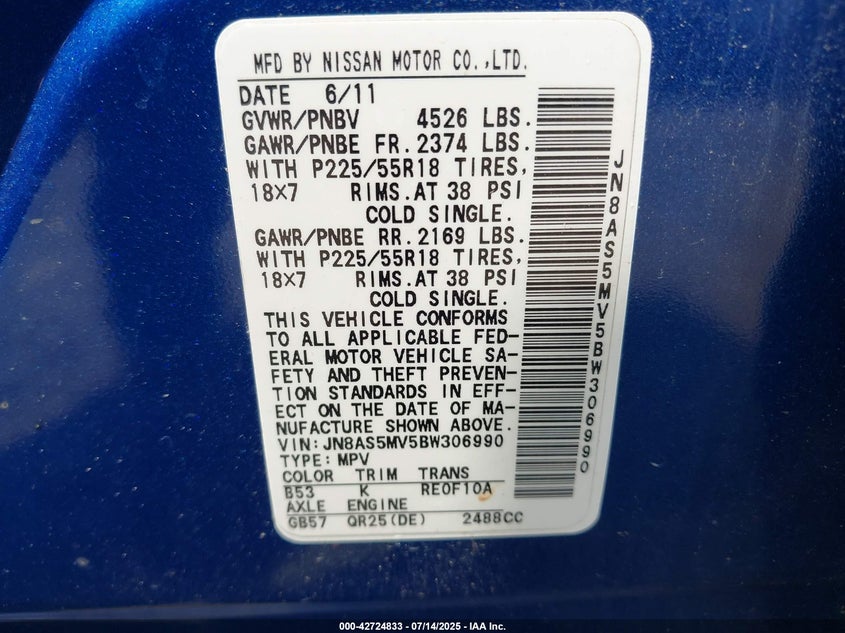 MFD BY NISSAN MOTOR CO.,LTD.
DATE 6/11
GVWR/PNBV 4526 LBS.
GAWR/PNBE FR.2374 LBS.
WITH P225/55R18 TIRES,
18×7 RIMS.AT 38 PSI
COLD SINGLE.
GAWR/PNBE RR.2169 LBS.
WITH P225/55R18 TIRES,
18×7 RIMS.AT 38 PSI
COLD SINGLE.
THIS VEHICLE CONFORMS
TO ALL APPLICABLE FED-
ERAL MOTOR VEHICLE SA-
FETY AND THEFT PREVEN-
TION STANDARDS IN EFF-
ECT ON THE DATE OF MA-
NUFACTURE SHOWN ABOVE.
VIN:JN8AS5MV5BW306990
TYPE:MPV
COLOR TRIM TRANS
B53 K RE0F10A
AXLE ENGINE
GB57 QR25(DE) 2488CC
JN8AS5MV5BW306990
000-42724833 - 07/14/2025 - IAA Inc.